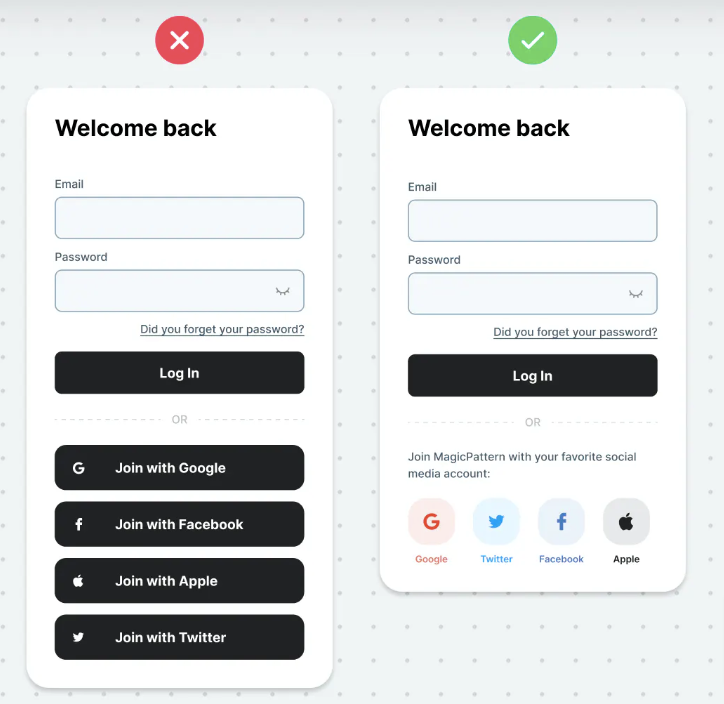 Welcome back
Email
Password
Did you forget your password?
Log In
OR
Join with Google
Join with Facebook
Join with Apple
Join with Twitter
Welcome back
Email
Password
Did you forget your password?
Log In
OR
Join MagicPattern with your favorite social
media account:
Google Twitter Facebook Apple